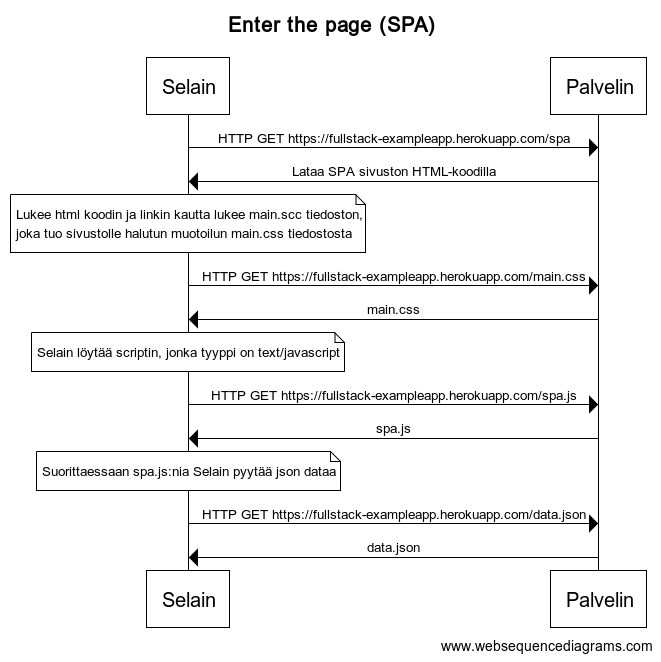 Enter the page (SPA)
Selain
Palvelin
HTTP GET https://fullstack-exampleapp.herokuapp.com/spa
Lataa SPA sivuston HTML-koodilla
Lukee html koodin ja linkin kautta lukee main.scc tiedoston,
joka tuo sivustolle halutun muotoilun main.css tiedostosta
HTTP GET https://fullstack-exampleapp.herokuapp.com/main.css
main.css
Selain löytää scriptin, jonka tyyppi on text/javascript
HTTP GET https://fullstack-exampleapp.herokuapp.com/spa.js
spa.js
Suorittaessaan spa.js:nia Selain pyytää json dataa
HTTP GET https://fullstack-exampleapp.herokuapp.com/data.json
data.json
Selain
Palvelin
www.websequencediagrams.com